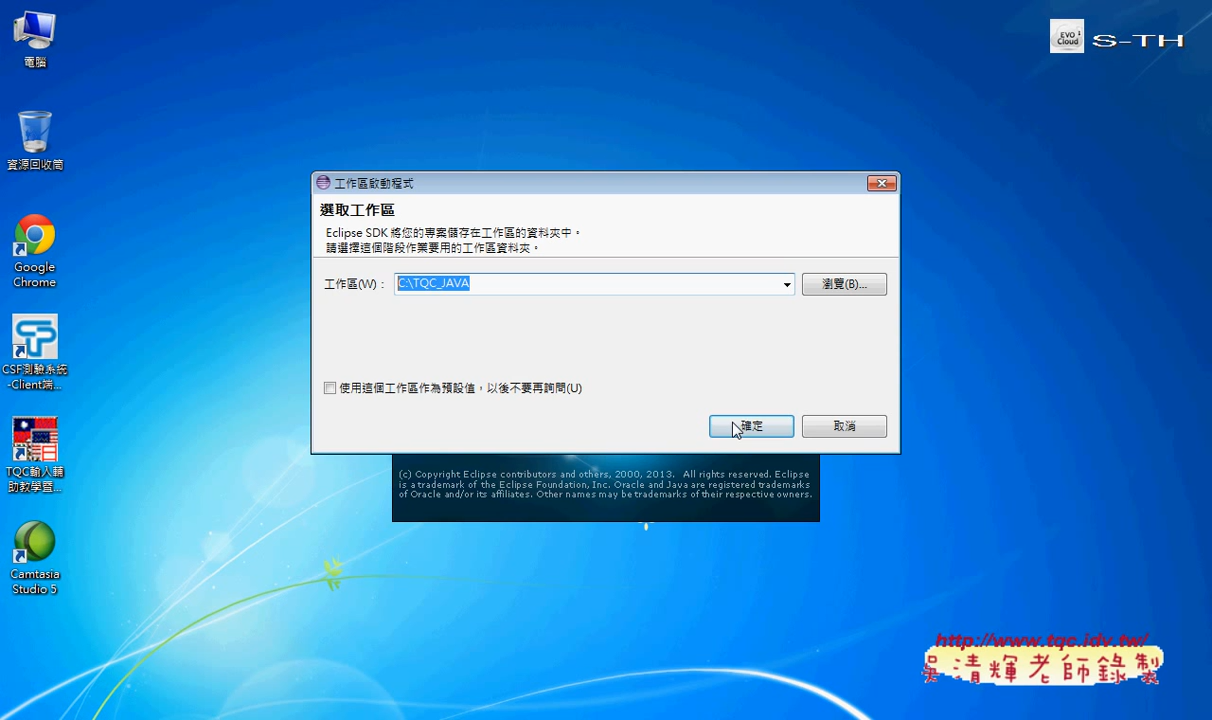 電腦
資源回收筒
Google
Chrome
CSF測驗系統
-Client端...
TQC輸入輔
助教學暨...
Camtasia
Studio 5
EVO
Cloud
S-TH
工作區啟動程式
選取工作區
Eclipse SDK 將您的專案儲存在工作區的資料夾中。
請選擇這個階段作業要用的工作區資料夾。
工作區(W)：
C:\TQC_JAVA
瀏覽(B)...
使用這個工作區作為預設值，以後不要再詢問(U)
確定
取消
(c) Copyright Eclipse contributors and others, 2000, 2013.  All rights reserved. Eclipse
is a trademark of the Eclipse Foundation, Inc. Oracle and Java are registered trademarks
of Oracle and/or its affiliates. Other names may be trademarks of their respective owners.
http://www.tqc.idv.tw/
吳清輝老師錄製